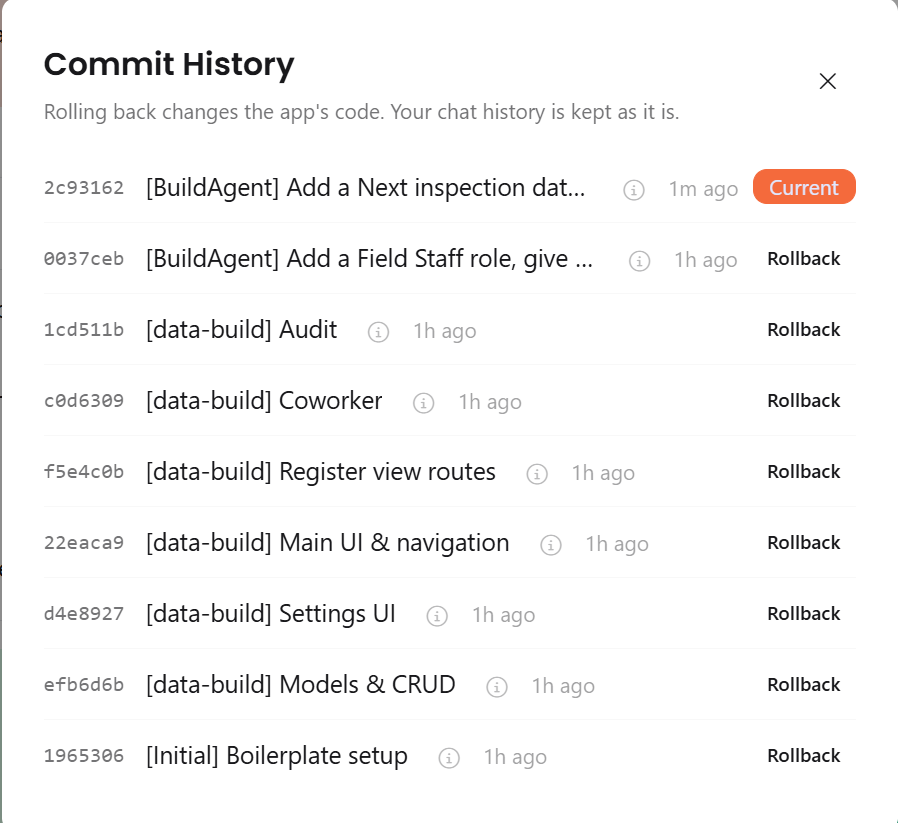 Commit History
Rolling back changes the app's code. Your chat history is kept as it is.
2c93162 [BuildAgent] Add a Next inspection dat... 1m ago Current
0037ceb [BuildAgent] Add a Field Staff role, give ... 1h ago Rollback
1cd511b [data-build] Audit 1h ago Rollback
c0d6309 [data-build] Coworker 1h ago Rollback
f5e4c0b [data-build] Register view routes 1h ago Rollback
22eaca9 [data-build] Main UI & navigation 1h ago Rollback
d4e8927 [data-build] Settings UI 1h ago Rollback
efb6d6b [data-build] Models & CRUD 1h ago Rollback
1965306 [Initial] Boilerplate setup 1h ago Rollback